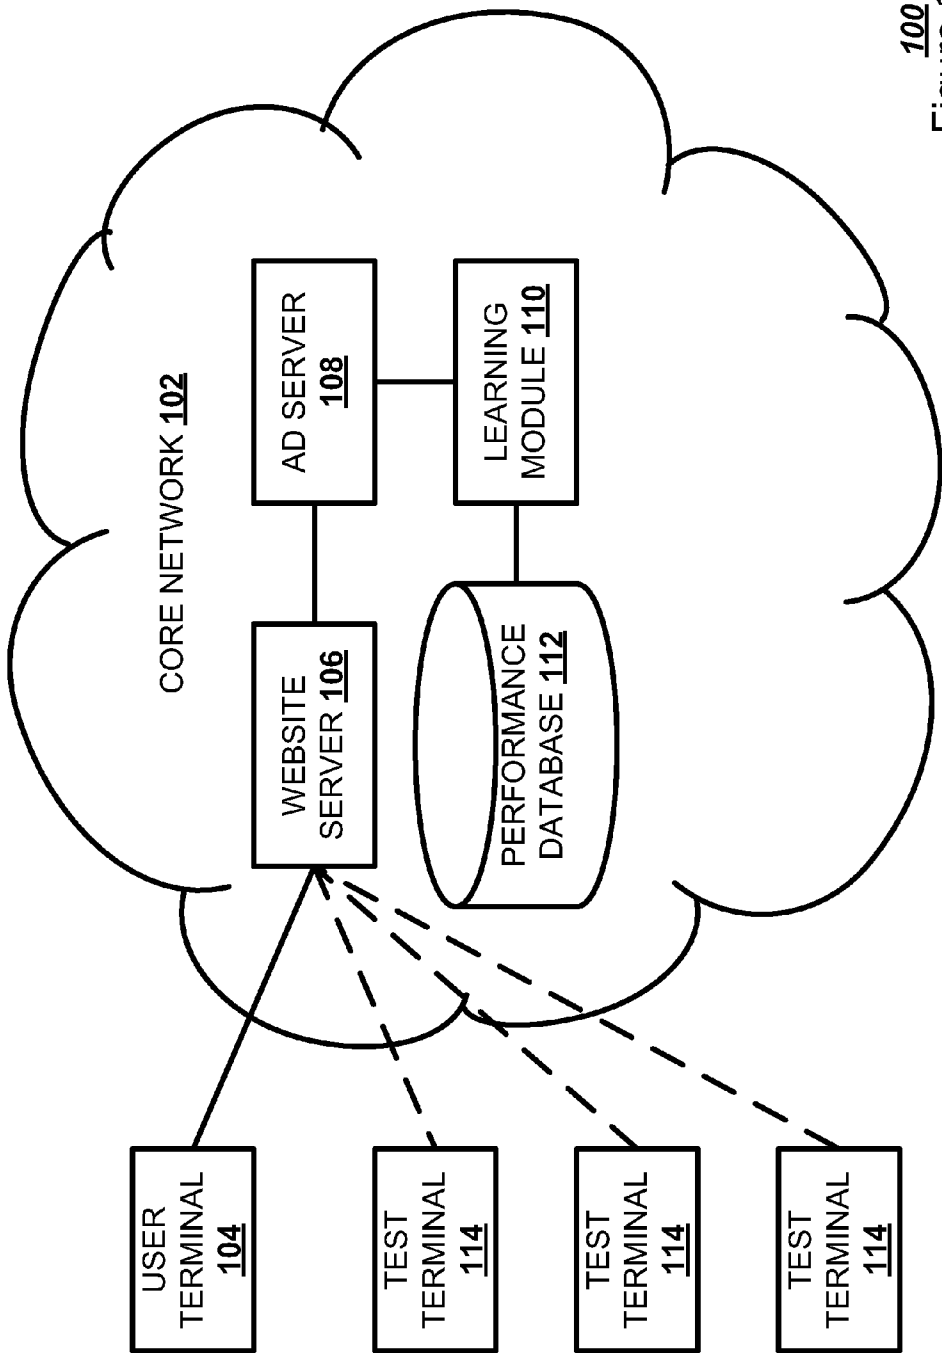 CORE NETWORK 102
USER
TERMINAL
104
WEBSITE
SERVER 106
AD SERVER
108
TEST
TERMINAL
114
PERFORMANCE
DATABASE 112
LEARNING
MODULE 110
TEST
TERMINAL
114
TEST
TERMINAL
114
100
Figure